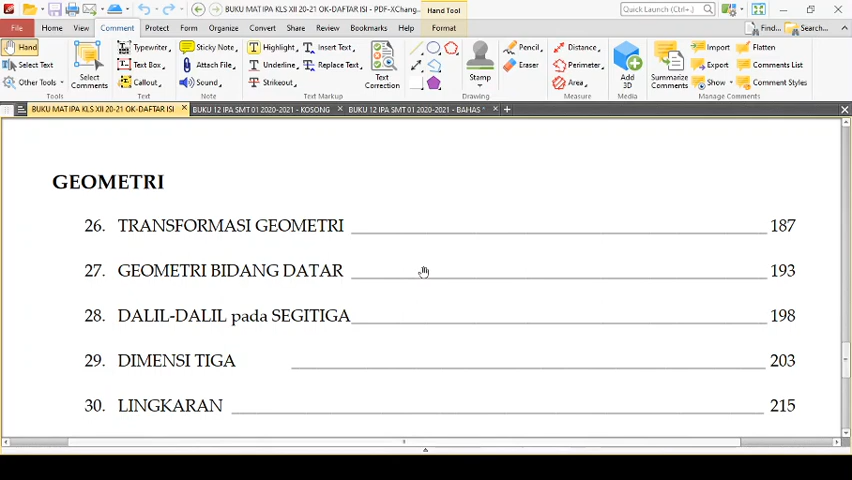 BUKU MAT IPA KLS XII 20-21 OK-DAFTAR ISI - PDF-XChang
Hand Tool
Quick Launch (Ctrl+.)
File Home View Comment Protect Form Organize Convert Share Review Bookmarks Help Format
Find... Search...
Hand Select Text Other Tools
Select Comments
Tools
Typewriter Text Box Callout
Sticky Note Attach File Sound
Note
Highlight Underline Strikeout
Insert Text Replace Text
Text Correction
Text Markup
Pencil Eraser
Stamp
Drawing
Distance Perimeter Area
Measure
Add 3D
Media
Summarize Comments
Import Export Show
Flatten Comments List Comment Styles
Manage Comments
BUKU MAT IPA KLS XII 20-21 OK-DAFTAR ISI
BUKU 12 IPA SMT 01 2020-2021 - KOSONG
BUKU 12 IPA SMT 01 2020-2021 - BAHAS *
GEOMETRI
26. TRANSFORMASI GEOMETRI 187
27. GEOMETRI BIDANG DATAR 193
28. DALIL-DALIL pada SEGITIGA 198
29. DIMENSI TIGA 203
30. LINGKARAN 215